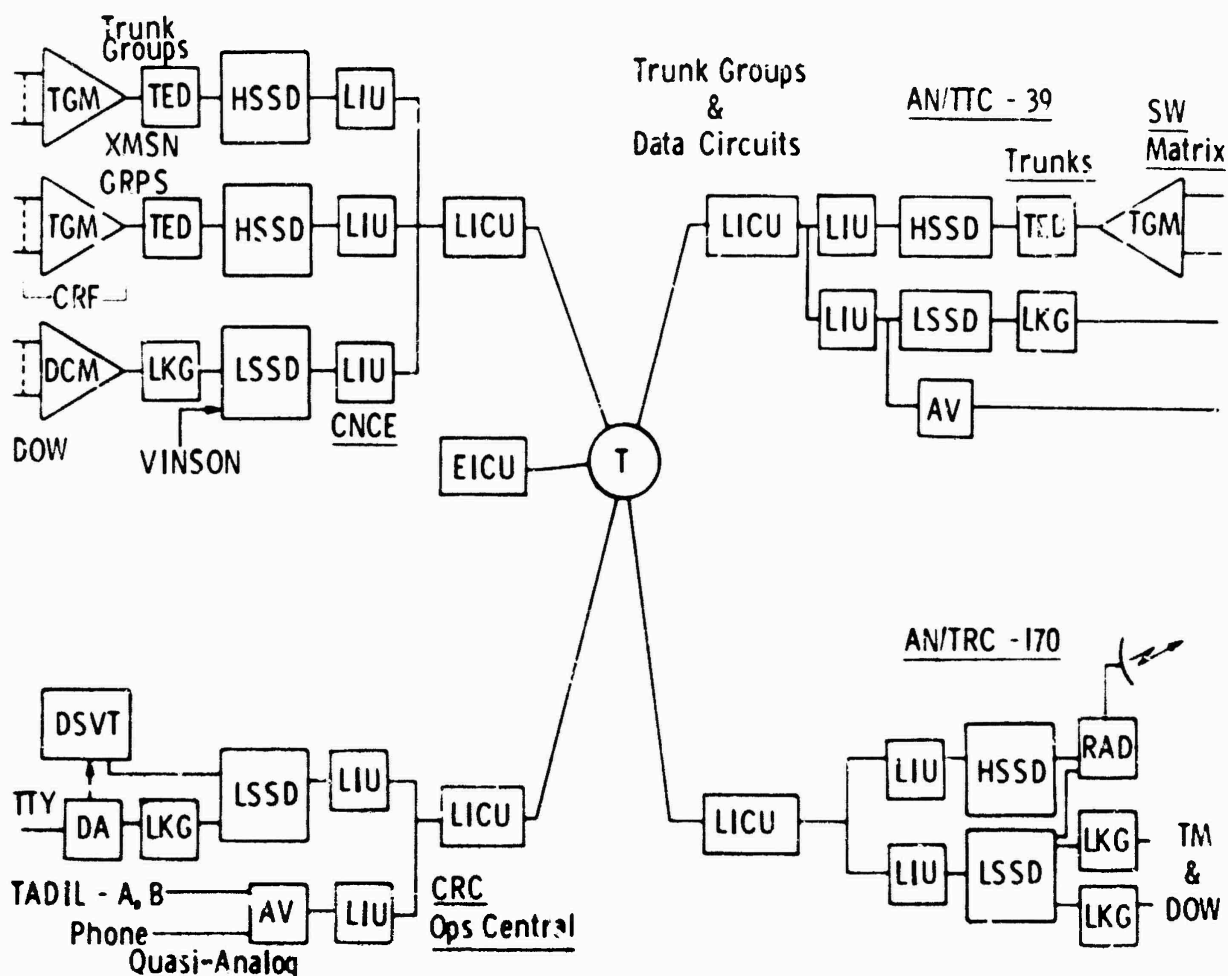 Trunk
Groups
TGM
TED
HSSD
LIU
XMSN
GRPS
TGM
TED
HSSD
LIU
LICU
CRF
DCM
LKG
LSSD
LIU
CNCE
DOW
VINSON
Trunk Groups
&
Data Circuits
AN/TTC - 39
SW
Matrix
Trunks
LICU
LIU
HSSD
TED
TGM
LIU
LSSD
LKG
AV
EICU
T
DSVT
TTY
DA
LKG
LSSD
LIU
LICU
TADIL - A, B
Phone
Quasi-Analog
AV
LIU
CRC
Ops Central
AN/TRC - 170
LICU
LIU
HSSD
RAD
LIU
LSSD
LKG
LKG
TM
&
DOW